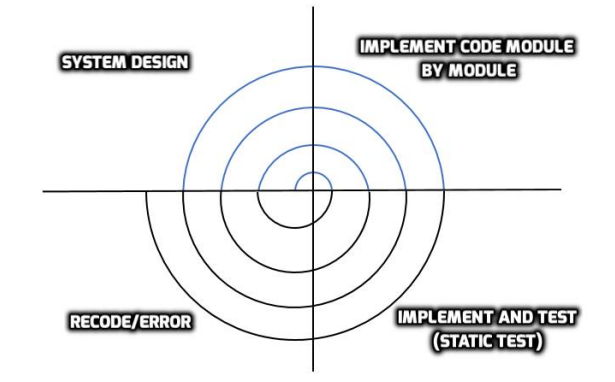 SYSTEM DESIGN
IMPLEMENT CODE MODULE
BY MODULE
RECODE/ERROR
IMPLEMENT AND TEST
(STATIC TEST)